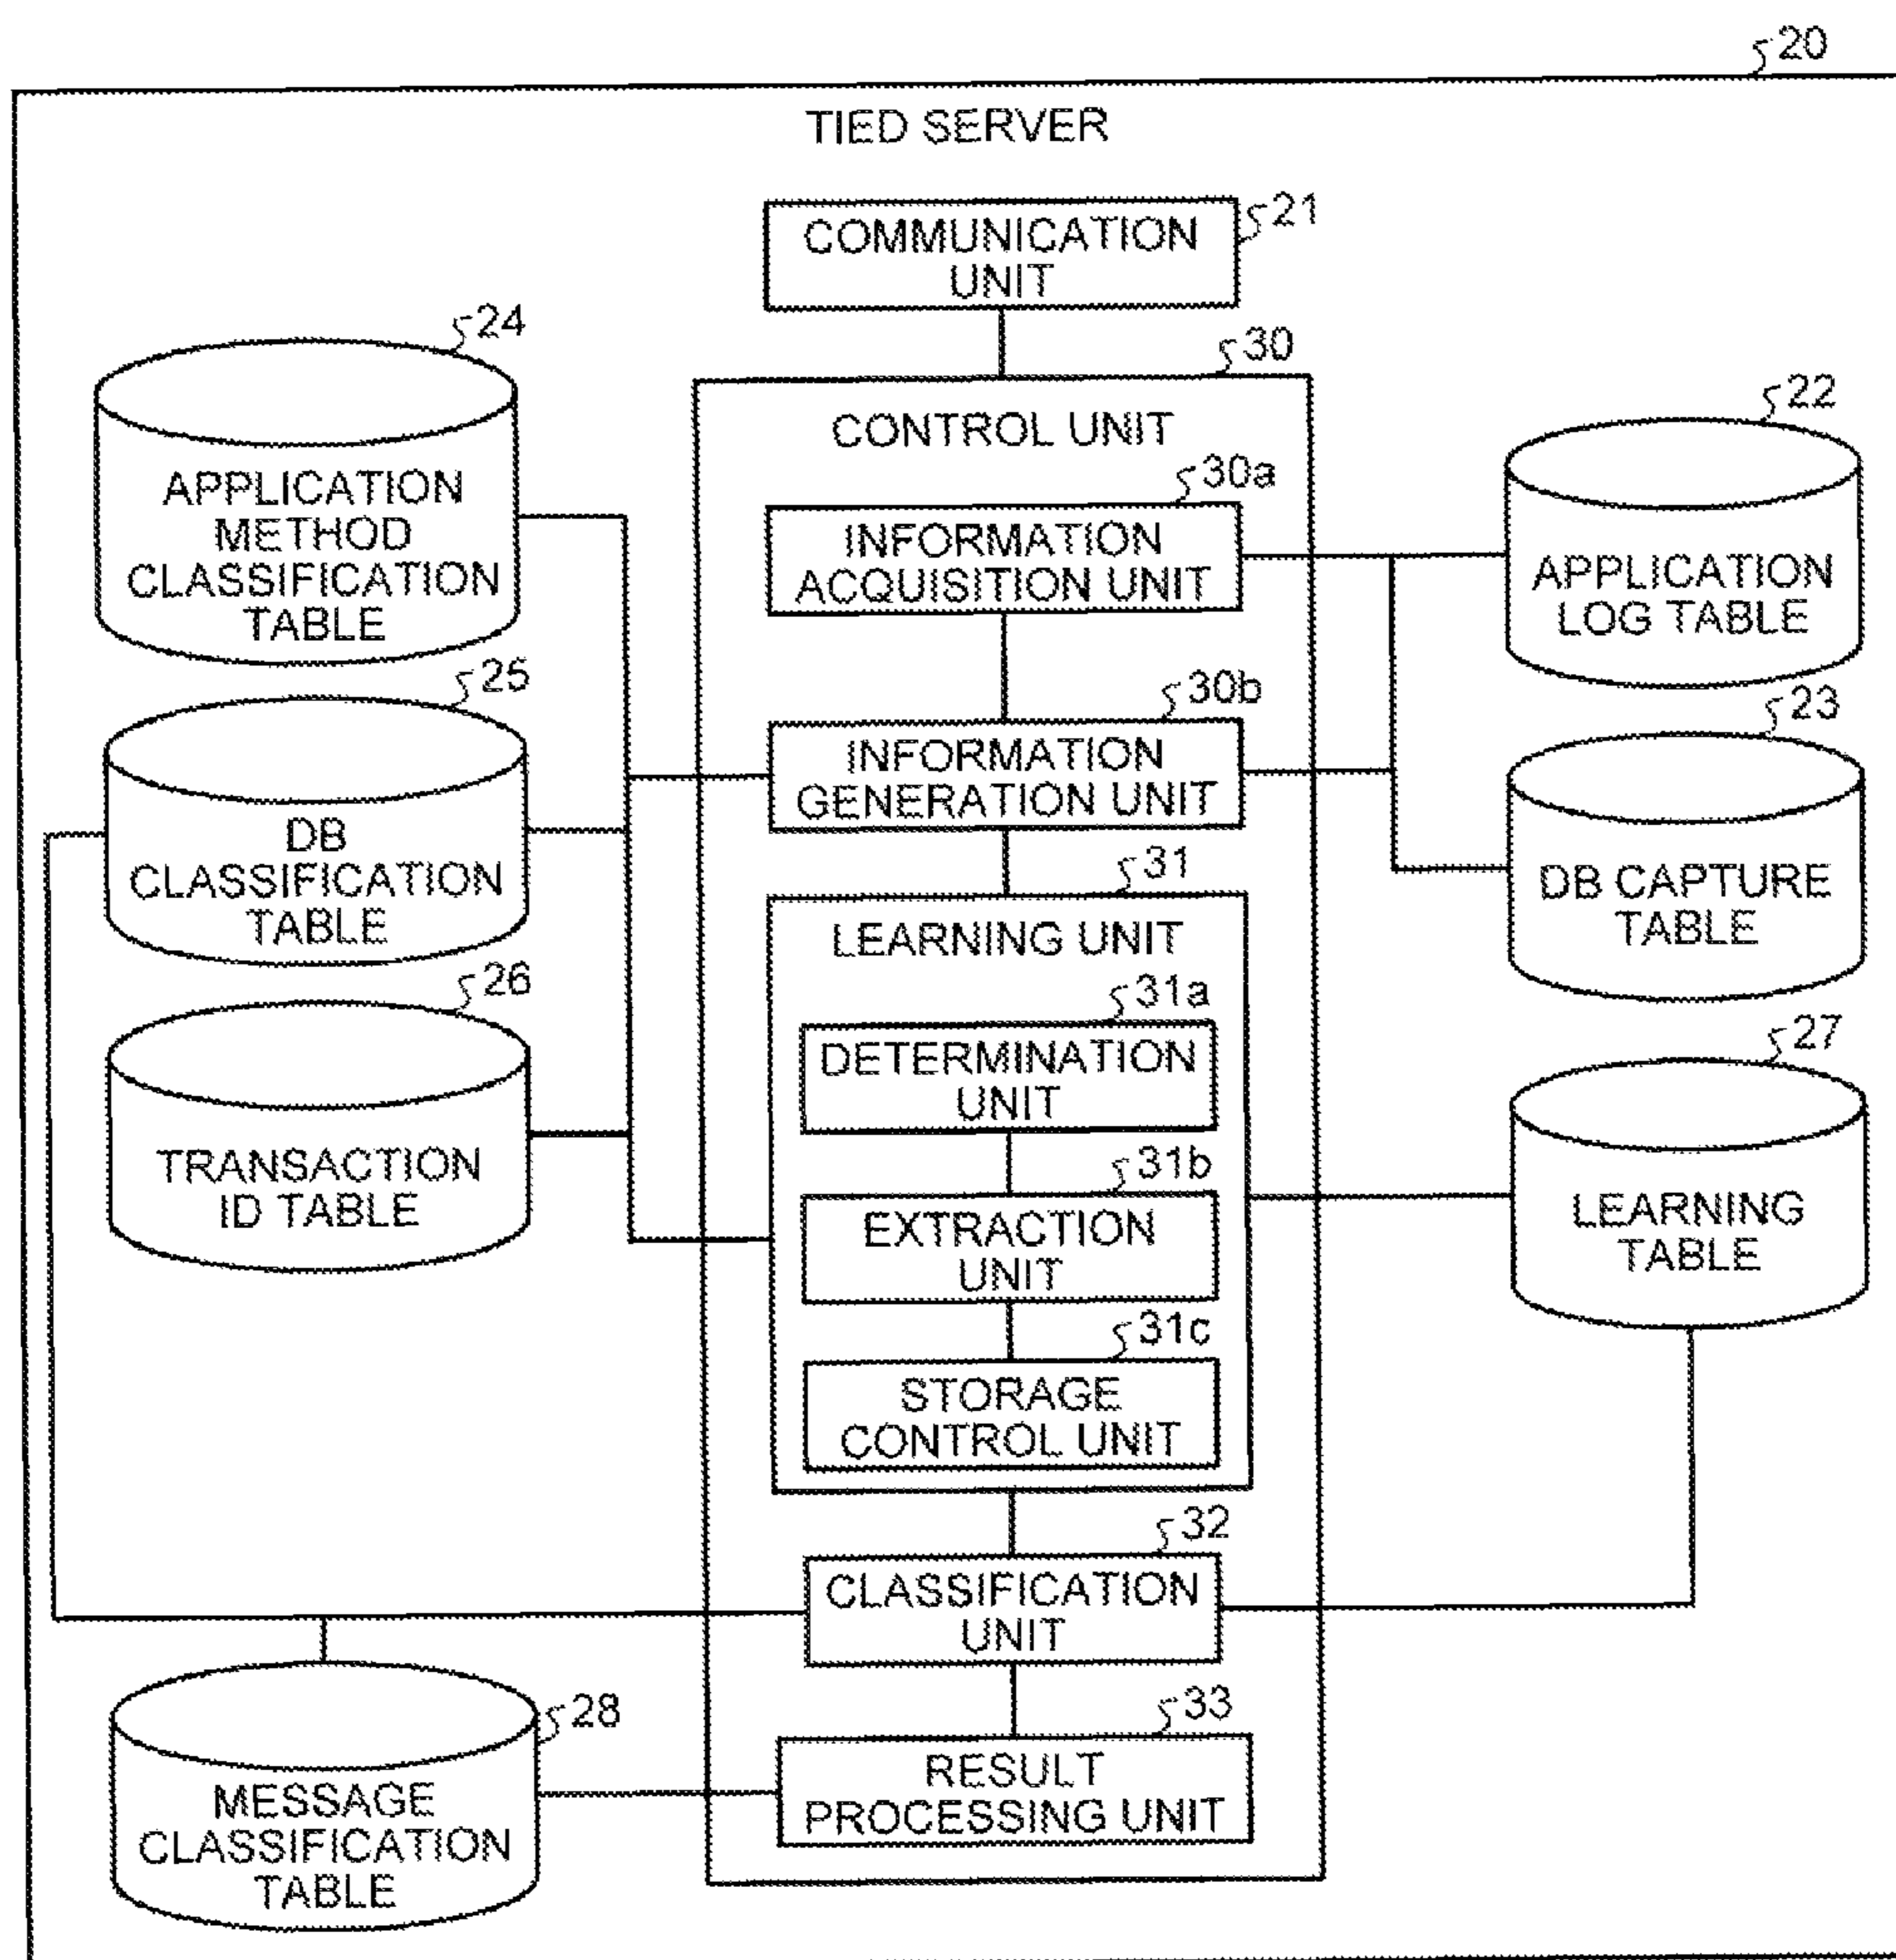 20
TIED SERVER
21
COMMUNICATION
UNIT
24
APPLICATION
METHOD
CLASSIFICATION
TABLE
30
CONTROL UNIT
22
APPLICATION
LOG TABLE
30a
INFORMATION
ACQUISITION UNIT
25
DB
CLASSIFICATION
TABLE
30b
INFORMATION
GENERATION UNIT
23
DB CAPTURE
TABLE
31
LEARNING UNIT
26
TRANSACTION
ID TABLE
31a
DETERMINATION
UNIT
27
LEARNING
TABLE
31b
EXTRACTION
UNIT
31c
STORAGE
CONTROL UNIT
32
CLASSIFICATION
UNIT
28
MESSAGE
CLASSIFICATION
TABLE
33
RESULT
PROCESSING UNIT